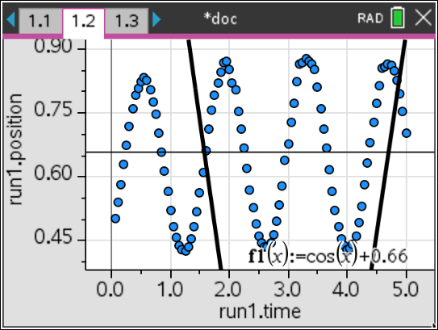 1.1 1.2 1.3 *doc RAD
0.90
0.75
0.60
0.45
run1.position
f1(x):=cos(x)+0.66
0.0 1.0 2.0 3.0 4.0 5.0
run1.time